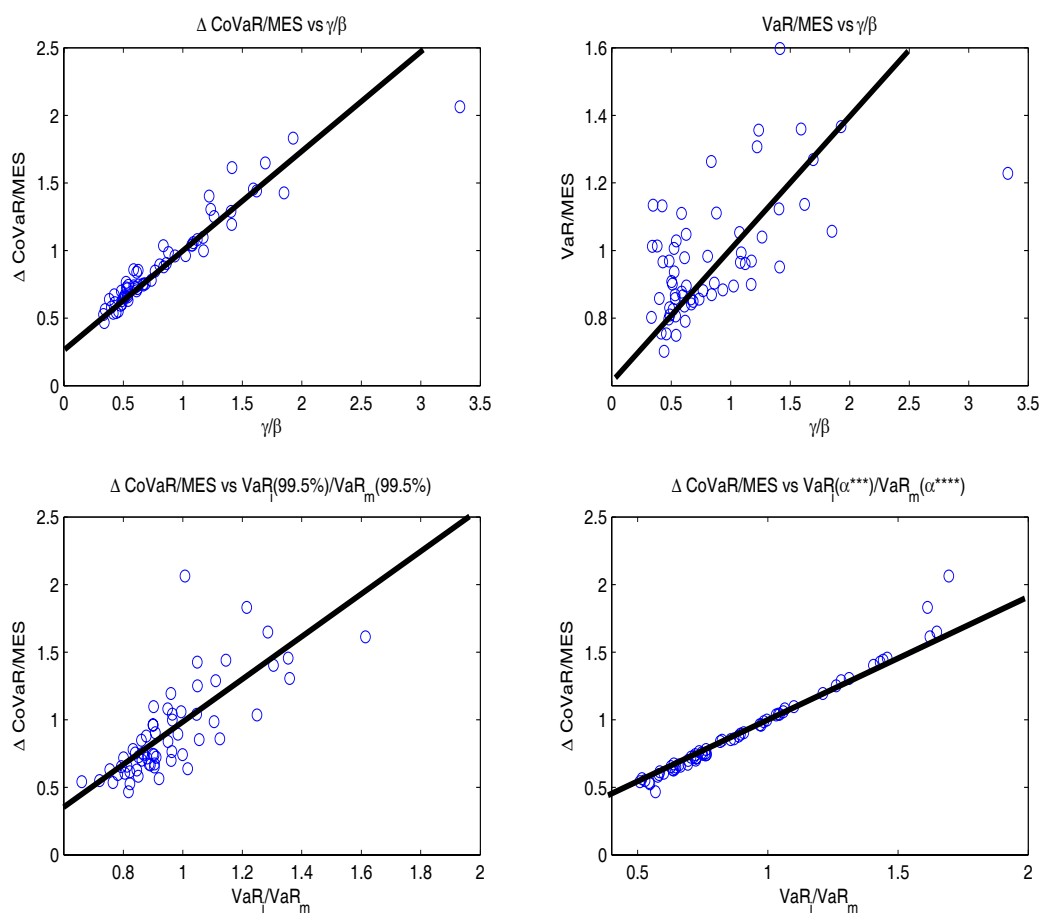 Δ CoVaR/MES vs γ/β
Δ CoVaR/MES
2.5
2
1.5
1
0.5
0
0 0.5 1 1.5 2 2.5 3 3.5
γ/β
VaR/MES vs γ/β
VaR/MES
1.6
1.4
1.2
1
0.8
0 0.5 1 1.5 2 2.5 3 3.5
γ/β
Δ CoVaR/MES vs VaR_i(99.5%)/VaR_m(99.5%)
Δ CoVaR/MES
2.5
2
1.5
1
0.5
0
0.8 1 1.2 1.4 1.6 1.8 2
VaR_i/VaR_m
Δ CoVaR/MES vs VaR_i(α***)/VaR_m(α****)
Δ CoVaR/MES
2.5
2
1.5
1
0.5
0
0.5 1 1.5 2
VaR_i/VaR_m